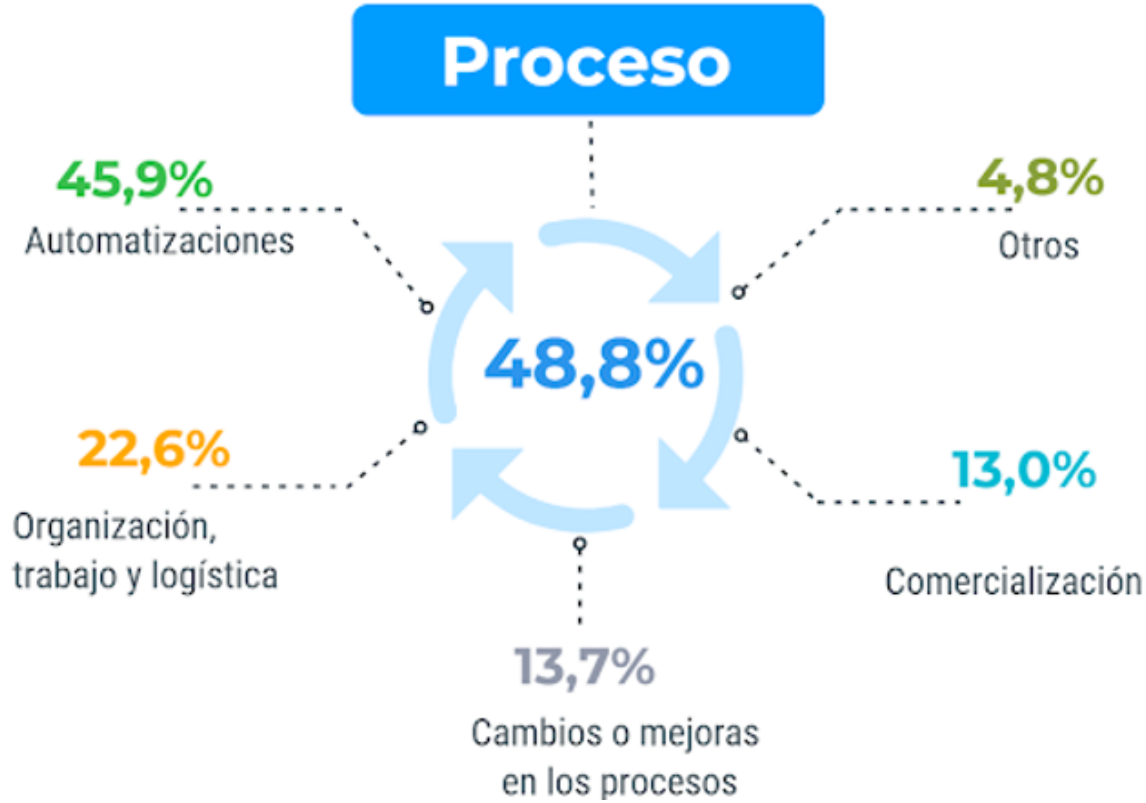 Proceso
45,9%
Automatizaciones
4,8%
Otros
48,8%
22,6%
Organización,
trabajo y logística
13,0%
Comercialización
13,7%
Cambios o mejoras
en los procesos